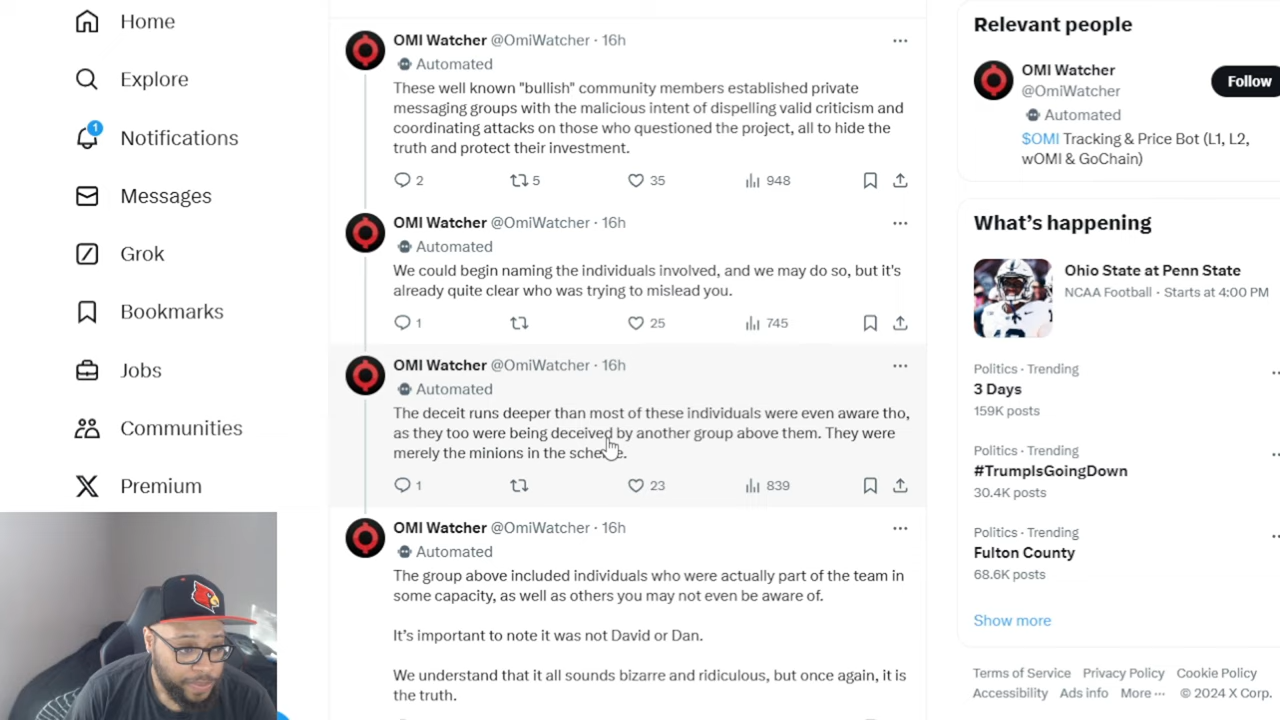 Home
Explore
1
Notifications
Messages
Grok
Bookmarks
Jobs
Communities
Premium
OMI Watcher @OmiWatcher · 16h
Automated
These well known "bullish" community members established private
messaging groups with the malicious intent of dispelling valid criticism and
coordinating attacks on those who questioned the project, all to hide the
truth and protect their investment.
2 5 35 948
OMI Watcher @OmiWatcher · 16h
Automated
We could begin naming the individuals involved, and we may do so, but it's
already quite clear who was trying to mislead you.
1 25 745
OMI Watcher @OmiWatcher · 16h
Automated
The deceit runs deeper than most of these individuals were even aware tho,
as they too were being deceived by another group above them. They were
merely the minions in the scheme.
1 23 839
OMI Watcher @OmiWatcher · 16h
Automated
The group above included individuals who were actually part of the team in
some capacity, as well as others you may not even be aware of.
It's important to note it was not David or Dan.
We understand that it all sounds bizarre and ridiculous, but once again, it is
the truth.
Relevant people
OMI Watcher
@OmiWatcher
Follow
Automated
$OMI Tracking & Price Bot (L1, L2,
wOMI & GoChain)
What's happening
Ohio State at Penn State
NCAA Football · Starts at 4:00 PM
Politics · Trending
3 Days
159K posts
Politics · Trending
#TrumpIsGoingDown
30.4K posts
Politics · Trending
Fulton County
68.6K posts
Show more
Terms of Service Privacy Policy Cookie Policy
Accessibility Ads info More ··· © 2024 X Corp.